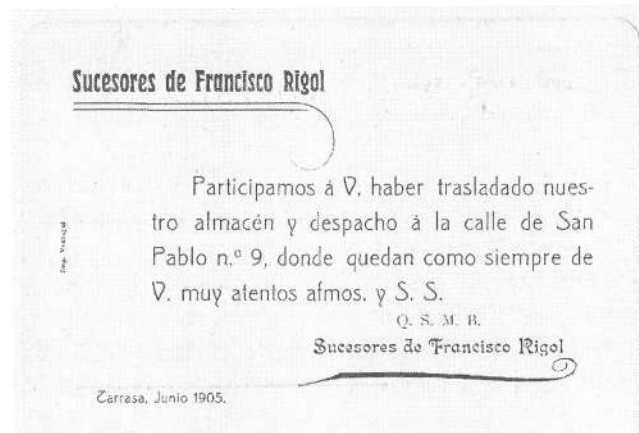 Sucesores de Francisco Rigol
Participamos á V. haber trasladado nues-
tro almacén y despacho á la calle de San
Pablo n.º 9, donde quedan como siempre de
V. muy atentos afmos. y S. S.
Q. S. M. B.
Sucesores de Francisco Rigol
Tarrasa, Junio 1905.